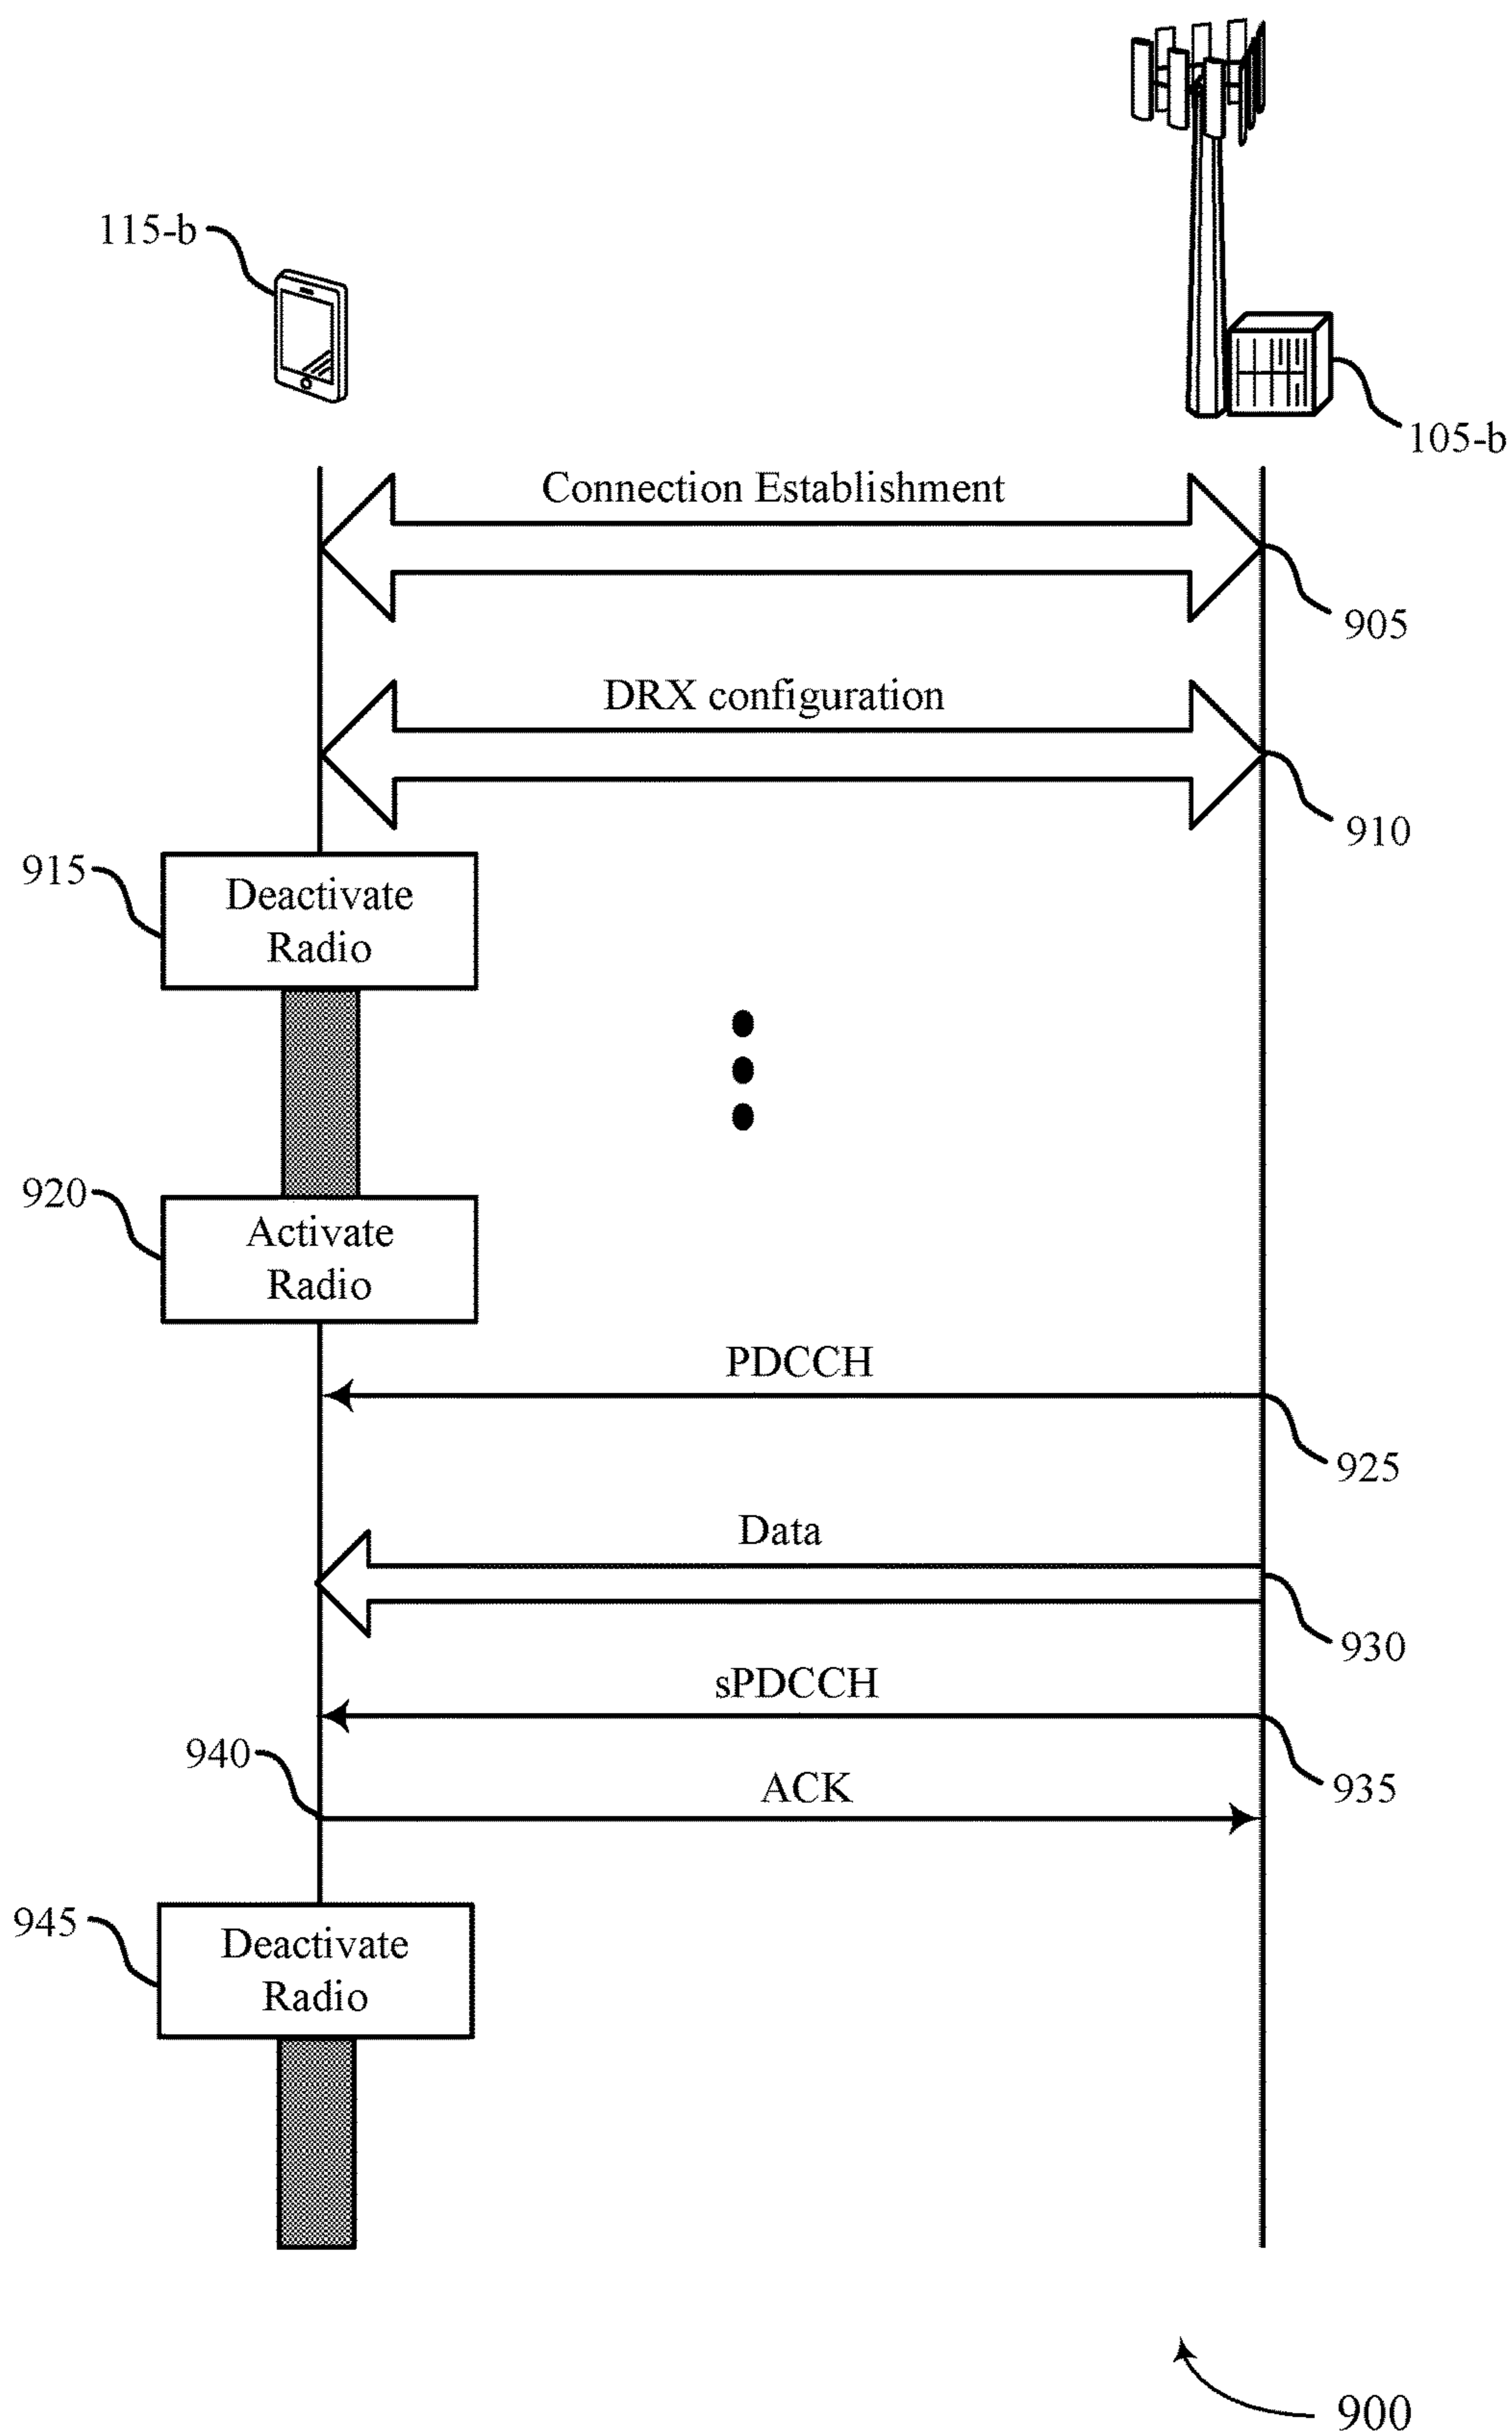 115-b
105-b
Connection Establishment
905
DRX configuration
910
915
Deactivate
Radio
920
Activate
Radio
PDCCH
925
Data
930
sPDCCH
935
940
ACK
945
Deactivate
Radio
900